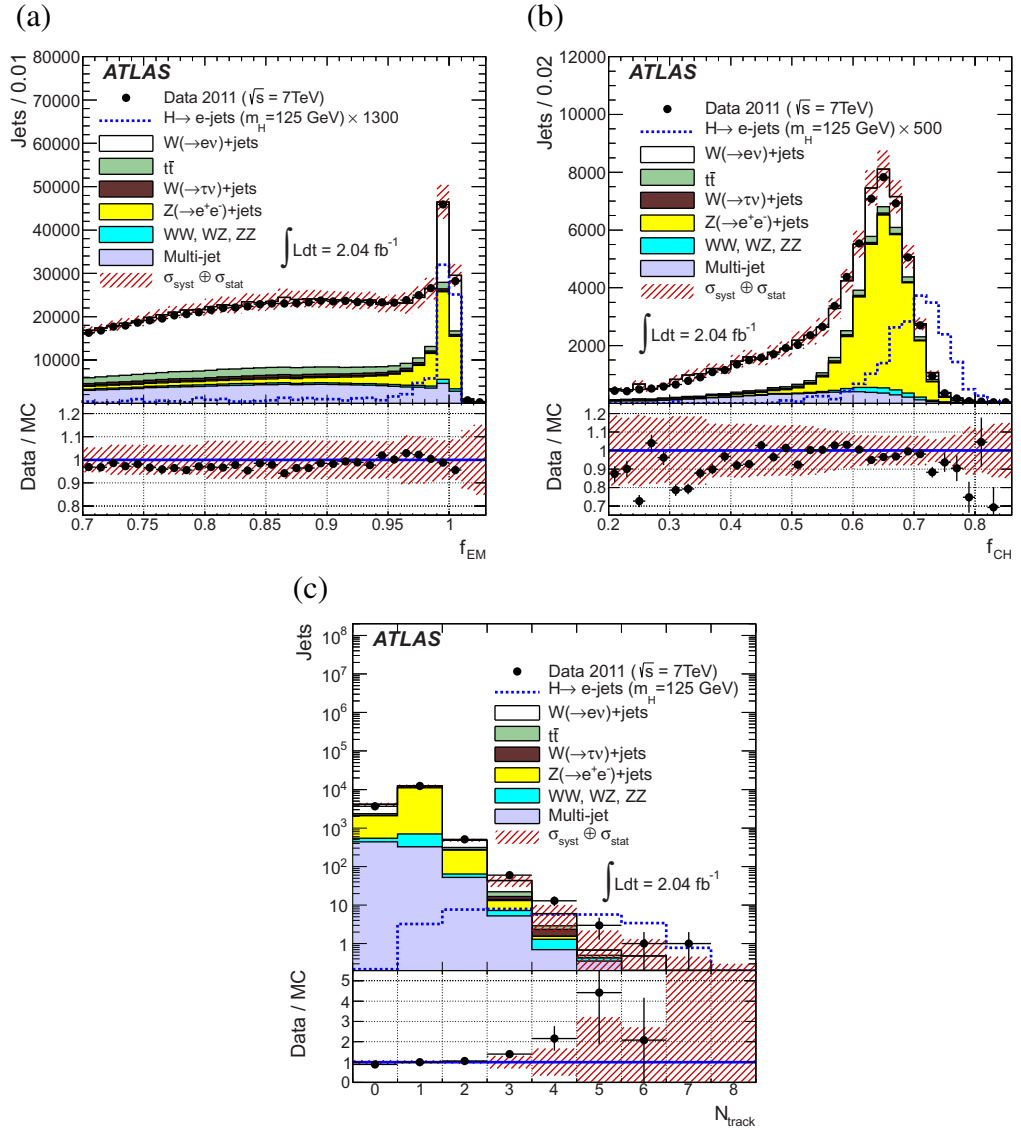 (a)
Jets / 0.01
80000
70000
60000
50000
40000
30000
20000
10000
ATLAS
Data 2011 (√s = 7TeV)
H→ e-jets (m_H=125 GeV) × 1300
W(→eν)+jets
tt̄
W(→τν)+jets
Z(→e⁺e⁻)+jets
WW, WZ, ZZ
Multi-jet
σ_syst ⊕ σ_stat
∫Ldt = 2.04 fb⁻¹
Data / MC
1.2
1.1
1
0.9
0.8
0.7 0.75 0.8 0.85 0.9 0.95 1
f_EM
(b)
Jets / 0.02
12000
10000
8000
6000
4000
2000
ATLAS
Data 2011 (√s = 7TeV)
H→ e-jets (m_H=125 GeV) × 500
W(→eν)+jets
tt̄
W(→τν)+jets
Z(→e⁺e⁻)+jets
WW, WZ, ZZ
Multi-jet
σ_syst ⊕ σ_stat
∫Ldt = 2.04 fb⁻¹
Data / MC
1.2
1.1
1
0.9
0.8
0.7
0.2 0.3 0.4 0.5 0.6 0.7 0.8
f_CH
(c)
Jets
10⁸
10⁷
10⁶
10⁵
10⁴
10³
10²
10
1
ATLAS
Data 2011 (√s = 7TeV)
H→ e-jets (m_H=125 GeV)
W(→eν)+jets
tt̄
W(→τν)+jets
Z(→e⁺e⁻)+jets
WW, WZ, ZZ
Multi-jet
σ_syst ⊕ σ_stat
∫Ldt = 2.04 fb⁻¹
Data / MC
5
4
3
2
1
0
0 1 2 3 4 5 6 7 8
N_track